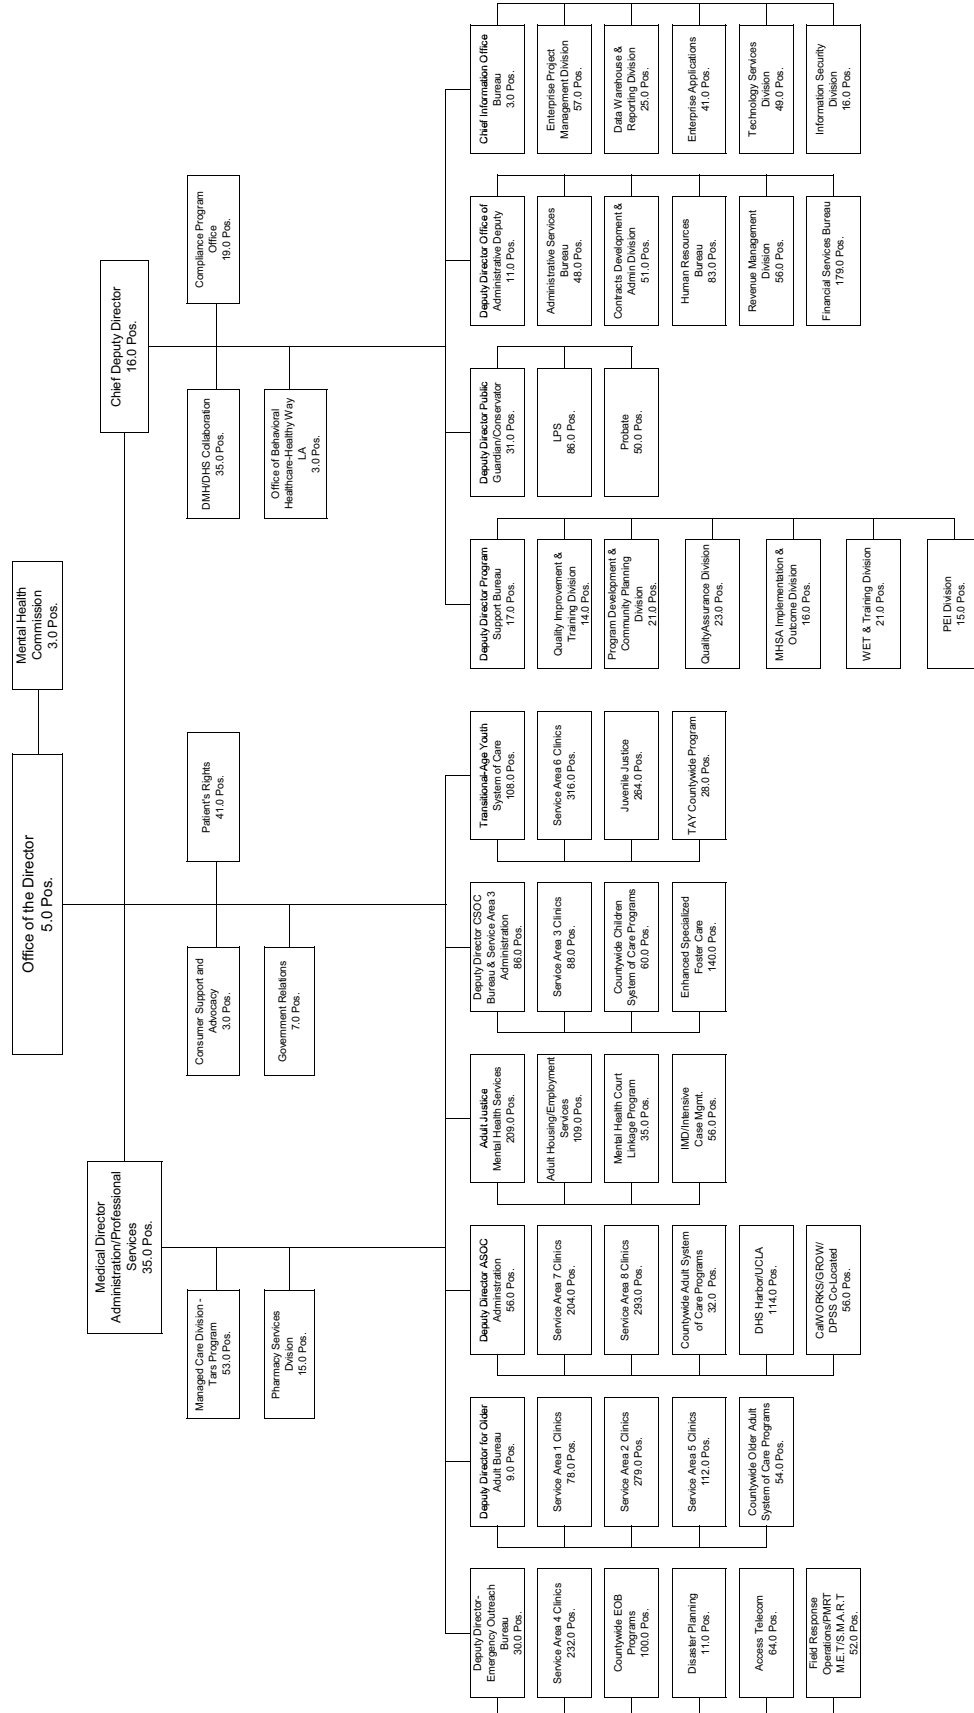 Office of the Director
5.0 Pos.
Mental Health
Commission
3.0 Pos.
Medical Director
Administration/Professional
Services
35.0 Pos.
Chief Deputy Director
16.0 Pos.
Managed Care Division -
Tars Program
53.0 Pos.
Pharmacy Services
Dvision
15.0 Pos.
Consumer Support and
Advocacy
3.0 Pos.
Patient's Rights
41.0 Pos.
Government Relations
7.0 Pos.
DMH/DHS Collaboration
35.0 Pos.
Compliance Program
Office
19.0 Pos.
Office of Behavioral
Healthcare-Healthy Way
LA
3.0 Pos.
Deputy Director-
Emergency Outreach
Bureau
30.0 Pos.
Service Area 4 Clinics
232.0 Pos.
Countywide EOB
Programs
100.0 Pos.
Disaster Planning
11.0 Pos.
Access Telecom
64.0 Pos.
Field Response
Operations/PMRT
M.E.T/S.M.A.R.T
52.0 Pos.
Deputy Director for Older
Adult Bureau
9.0 Pos.
Service Area 1 Clinics
78.0 Pos.
Service Area 2 Clinics
279.0 Pos.
Service Area 5 Clinics
112.0 Pos.
Countywide Older Adult
System of Care Programs
54.0 Pos.
Deputy Director ASOC
Adminstration
56.0 Pos.
Service Area 7 Clinics
204.0 Pos.
Service Area 8 Clinics
293.0 Pos.
Countywide Adult System
of Care Programs
32.0 Pos.
DHS Harbor/UCLA
114.0 Pos.
CalWORKS/GROW/
DPSS Co-Located
56.0 Pos.
Adult Justice
Mental Health Services
209.0 Pos.
Adult Housing/Employment
Services
109.0 Pos.
Mental Health Court
Linkage Program
35.0 Pos.
IMD/Intensive
Case Mgmt.
56.0 Pos.
Deputy Director CSOC
Bureau & Service Area 3
Administration
86.0 Pos.
Service Area 3 Clinics
88.0 Pos.
Countywide Children
System of Care Programs
60.0 Pos.
Enhanced Specialized
Foster Care
140.0 Pos.
Transitional-Age Youth
System of Care
108.0 Pos.
Service Area 6 Clinics
316.0 Pos.
Juvenile Justice
264.0 Pos.
TAY Countywide Program
28.0 Pos.
Deputy Director Program
Support Bureau
17.0 Pos.
Quality Improvement &
Training Division
14.0 Pos.
Program Development &
Community Planning
Division
21.0 Pos.
QualityAssurance Division
23.0 Pos.
MHSA Implementation &
Outcome Division
16.0 Pos.
WET & Training Division
21.0 Pos.
PEI Division
15.0 Pos.
Deputy Director Public
Guardian/Conservator
31.0 Pos.
LPS
86.0 Pos.
Probate
50.0 Pos.
Deputy Director Office of
Administrative Deputy
11.0 Pos.
Administrative Services
Bureau
48.0 Pos.
Contracts Development &
Admin Division
51.0 Pos.
Human Resources
Bureau
83.0 Pos.
Revenue Management
Division
56.0 Pos.
Financial Services Bureau
179.0 Pos.
Chief Information Office
Bureau
3.0 Pos.
Enterprise Project
Management Division
57.0 Pos.
Data Warehouse &
Reporting Division
25.0 Pos.
Enterprise Applications
41.0 Pos.
Technology Services
Division
49.0 Pos.
Information Security
Division
16.0 Pos.